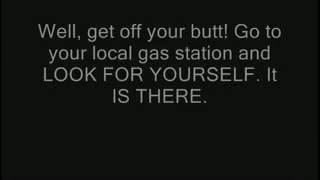 Well, get off your butt! Go to
your local gas station and
LOOK FOR YOURSELF. It
IS THERE.